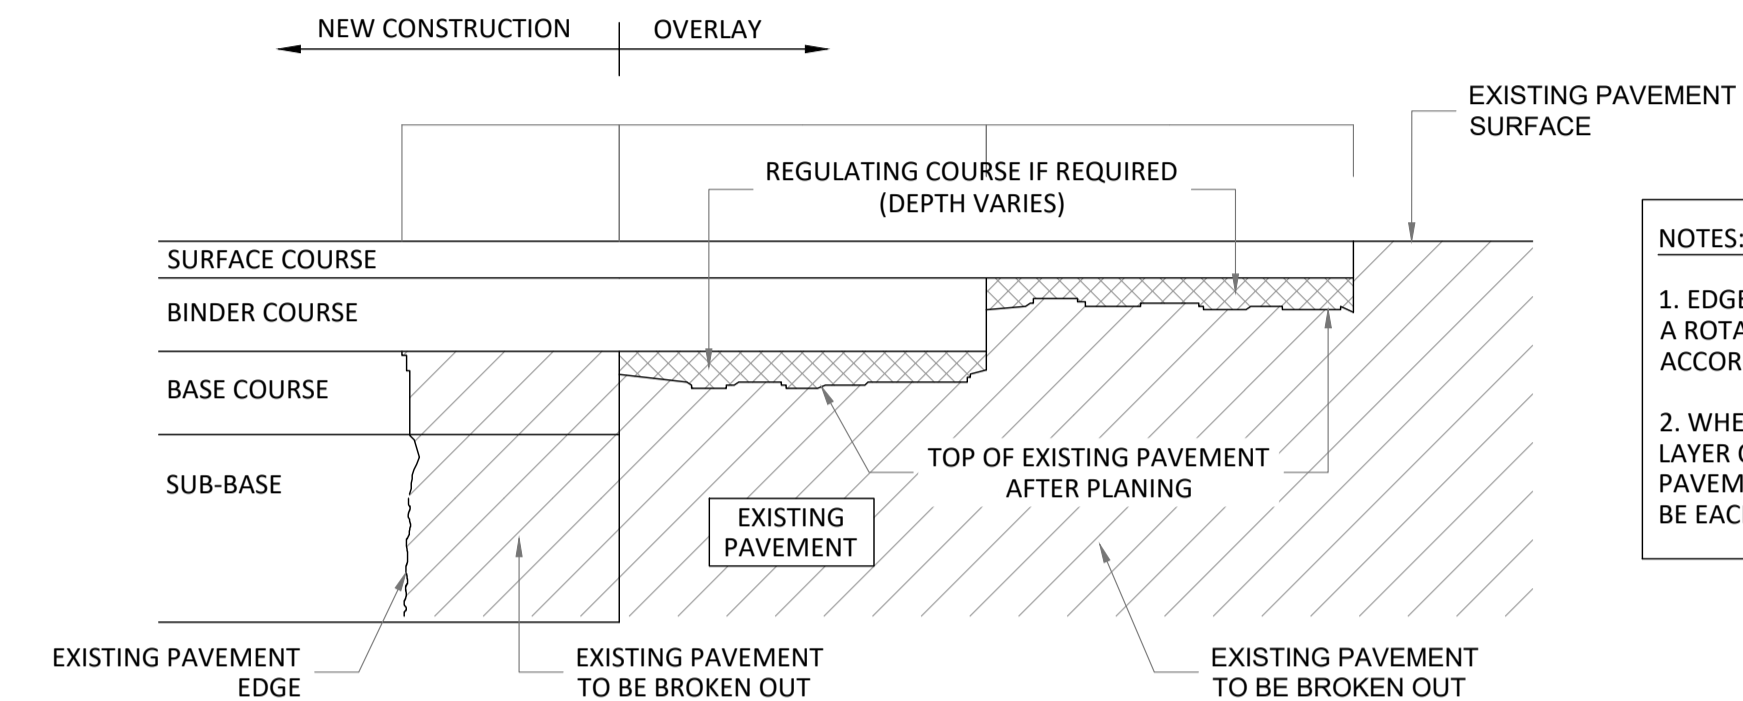 NEW CONSTRUCTION
OVERLAY
EXISTING PAVEMENT
SURFACE
REGULATING COURSE IF REQUIRED
(DEPTH VARIES)
SURFACE COURSE
BINDER COURSE
BASE COURSE
SUB-BASE
TOP OF EXISTING PAVEMENT
AFTER PLANING
EXISTING
PAVEMENT
EXISTING PAVEMENT
EDGE
EXISTING PAVEMENT
TO BE BROKEN OUT
EXISTING PAVEMENT
TO BE BROKEN OUT
NOTES:
1. EDGE
A ROTA
ACCOR
2. WHE
LAYER
PAVEM
BE EAC